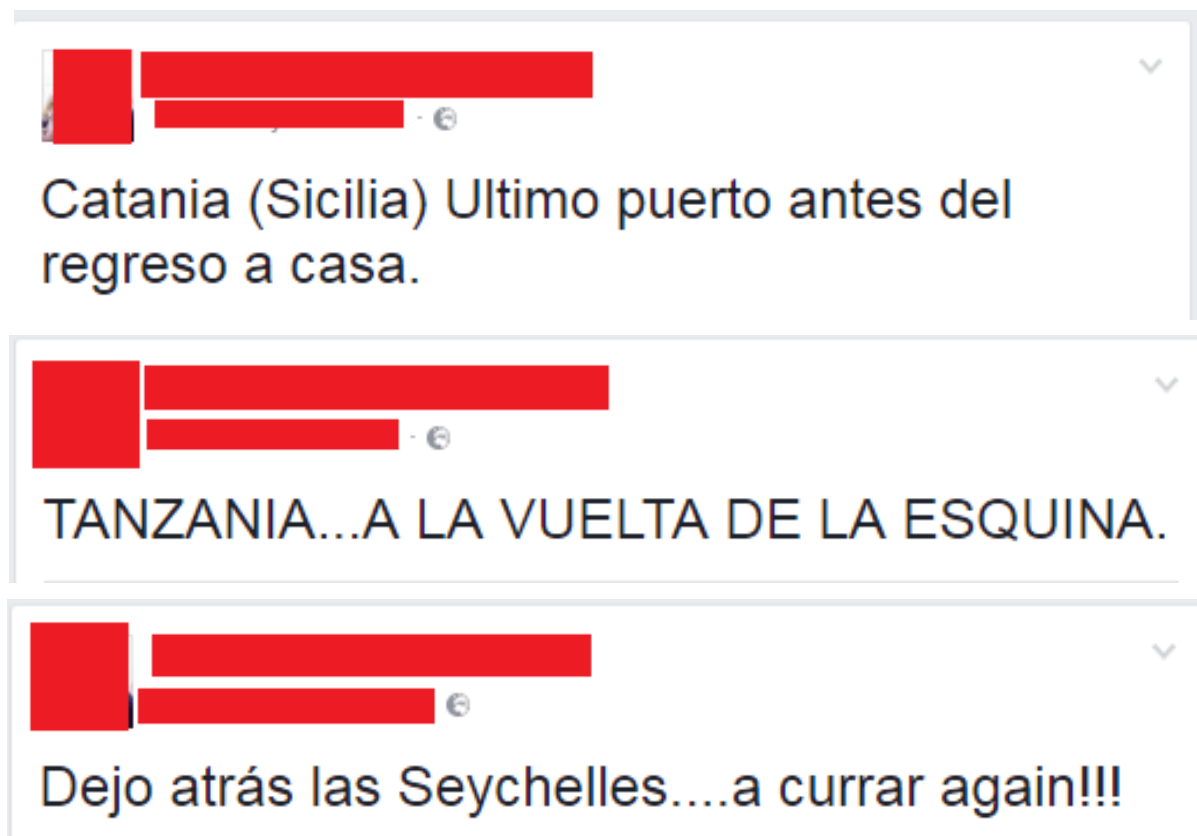 Catania (Sicilia) Ultimo puerto antes del
regreso a casa.
TANZANIA...A LA VUELTA DE LA ESQUINA.
Dejo atrás las Seychelles....a currar again!!!